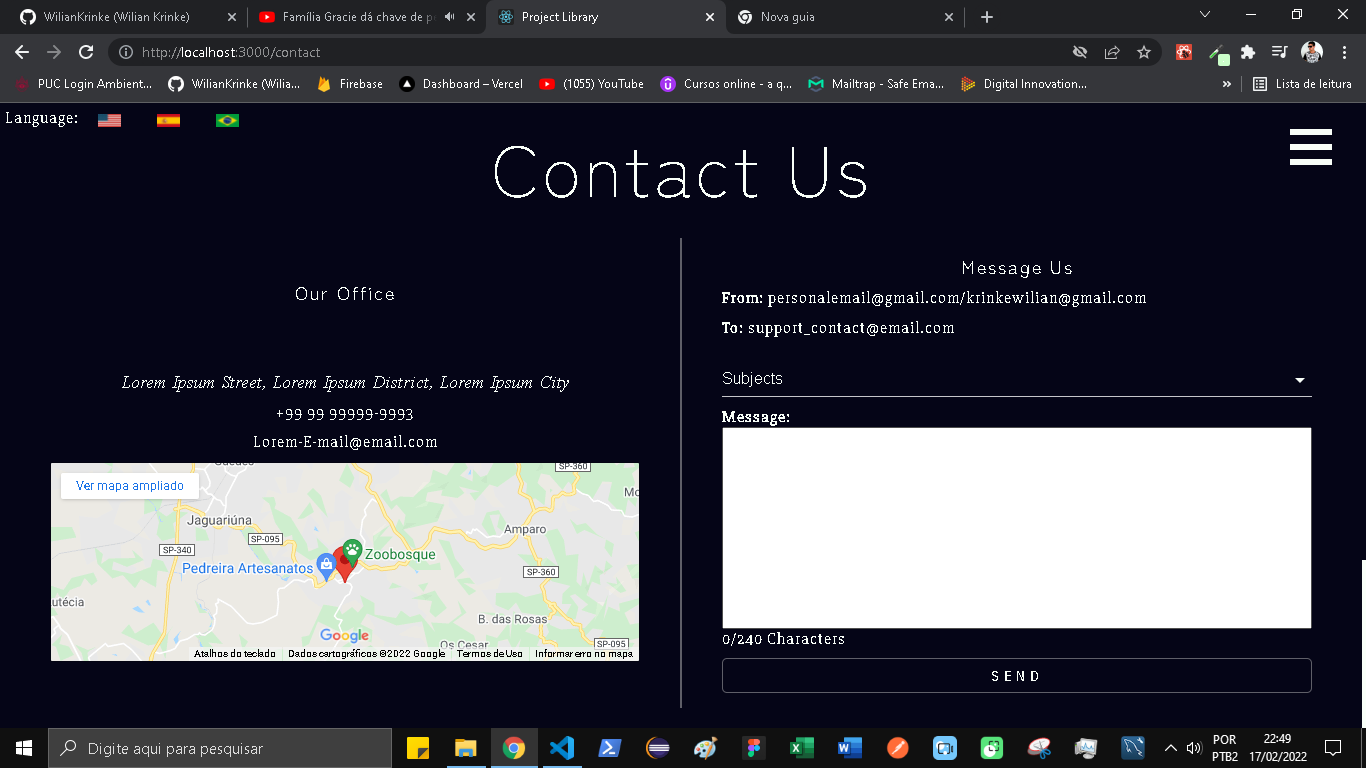 WilianKrinke (Wilian Krinke)
Família Gracie dá chave de p
Project Library
Nova guia
http://localhost:3000/contact
PUC Login Ambient...
WilianKrinke (Wilia...
Firebase
Dashboard – Vercel
(1055) YouTube
Cursos online - a q...
Mailtrap - Safe Ema...
Digital Innovation...
»
Lista de leitura
Language:
Contact Us
Our Office
Lorem Ipsum Street, Lorem Ipsum District, Lorem Ipsum City
+99 99 99999-9993
Lorem-E-mail@email.com
Ver mapa ampliado
SP-360
Mo
Jaguariúna
SP-095
Amparo
SP-340
Zoobosque
Pedreira Artesanatos
SP-360
utécia
B. das Rosas
Google
Os Cesar
SP-095
Atalhos do teclado
Dados cartográficos ©2022 Google
Termos de Uso
Informar erro no mapa
Message Us
From: personalemail@gmail.com/krinkewilian@gmail.com
To: support_contact@email.com
Subjects
Message:
0/240 Characters
SEND
Digite aqui para pesquisar
POR
PTB2
22:49
17/02/2022